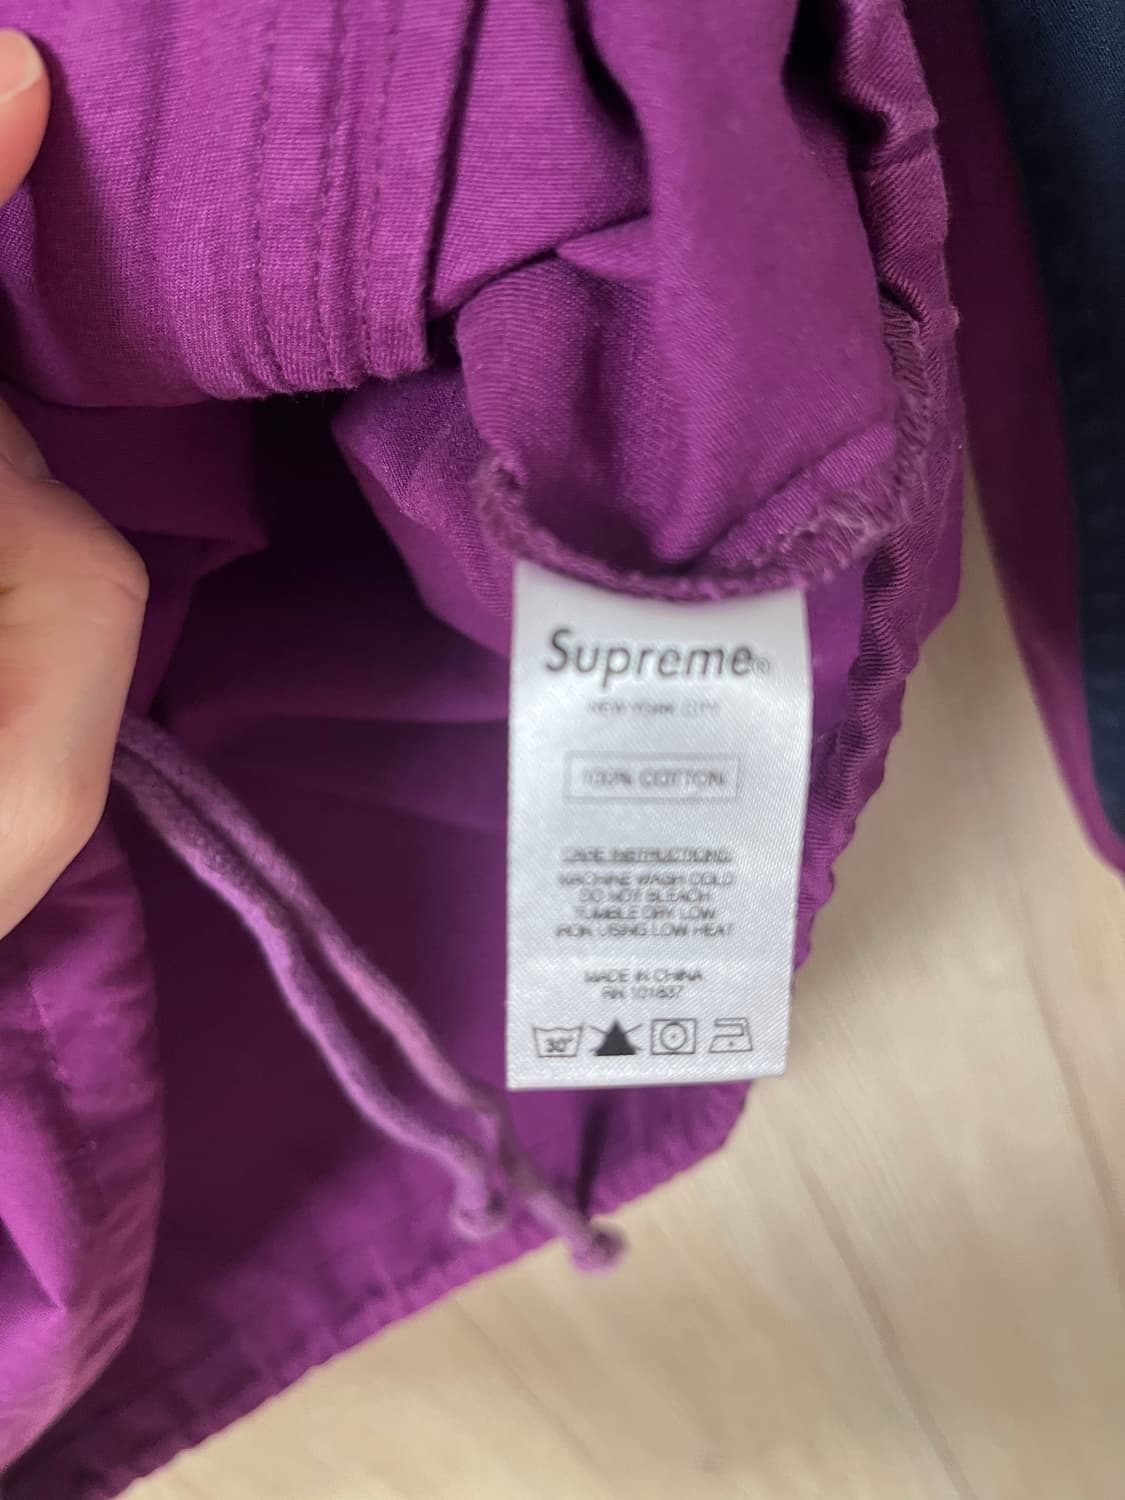 Supreme®
NEW YORK CITY
100% COTTON
CARE INSTRUCTIONS:
MACHINE WASH COLD
DO NOT BLEACH
TUMBLE DRY LOW
IRON USING LOW HEAT
MADE IN CHINA
RN 101837
30°